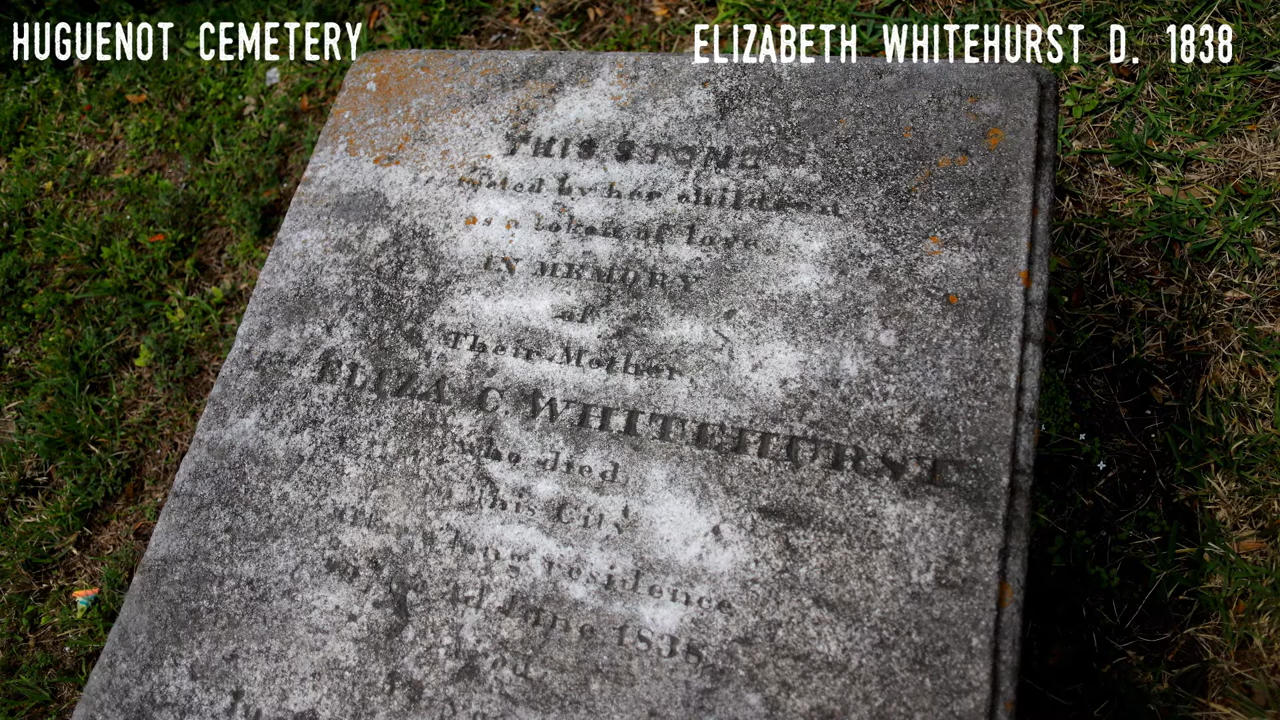 HUGUENOT CEMETERY
ELIZABETH WHITEHURST D. 1838
THIS STONE
by her children
as a token of love
IN MEMORY
of
Their Mother,
ELIZA C. WHITEHURST
who died
This City
long residence
June 1838